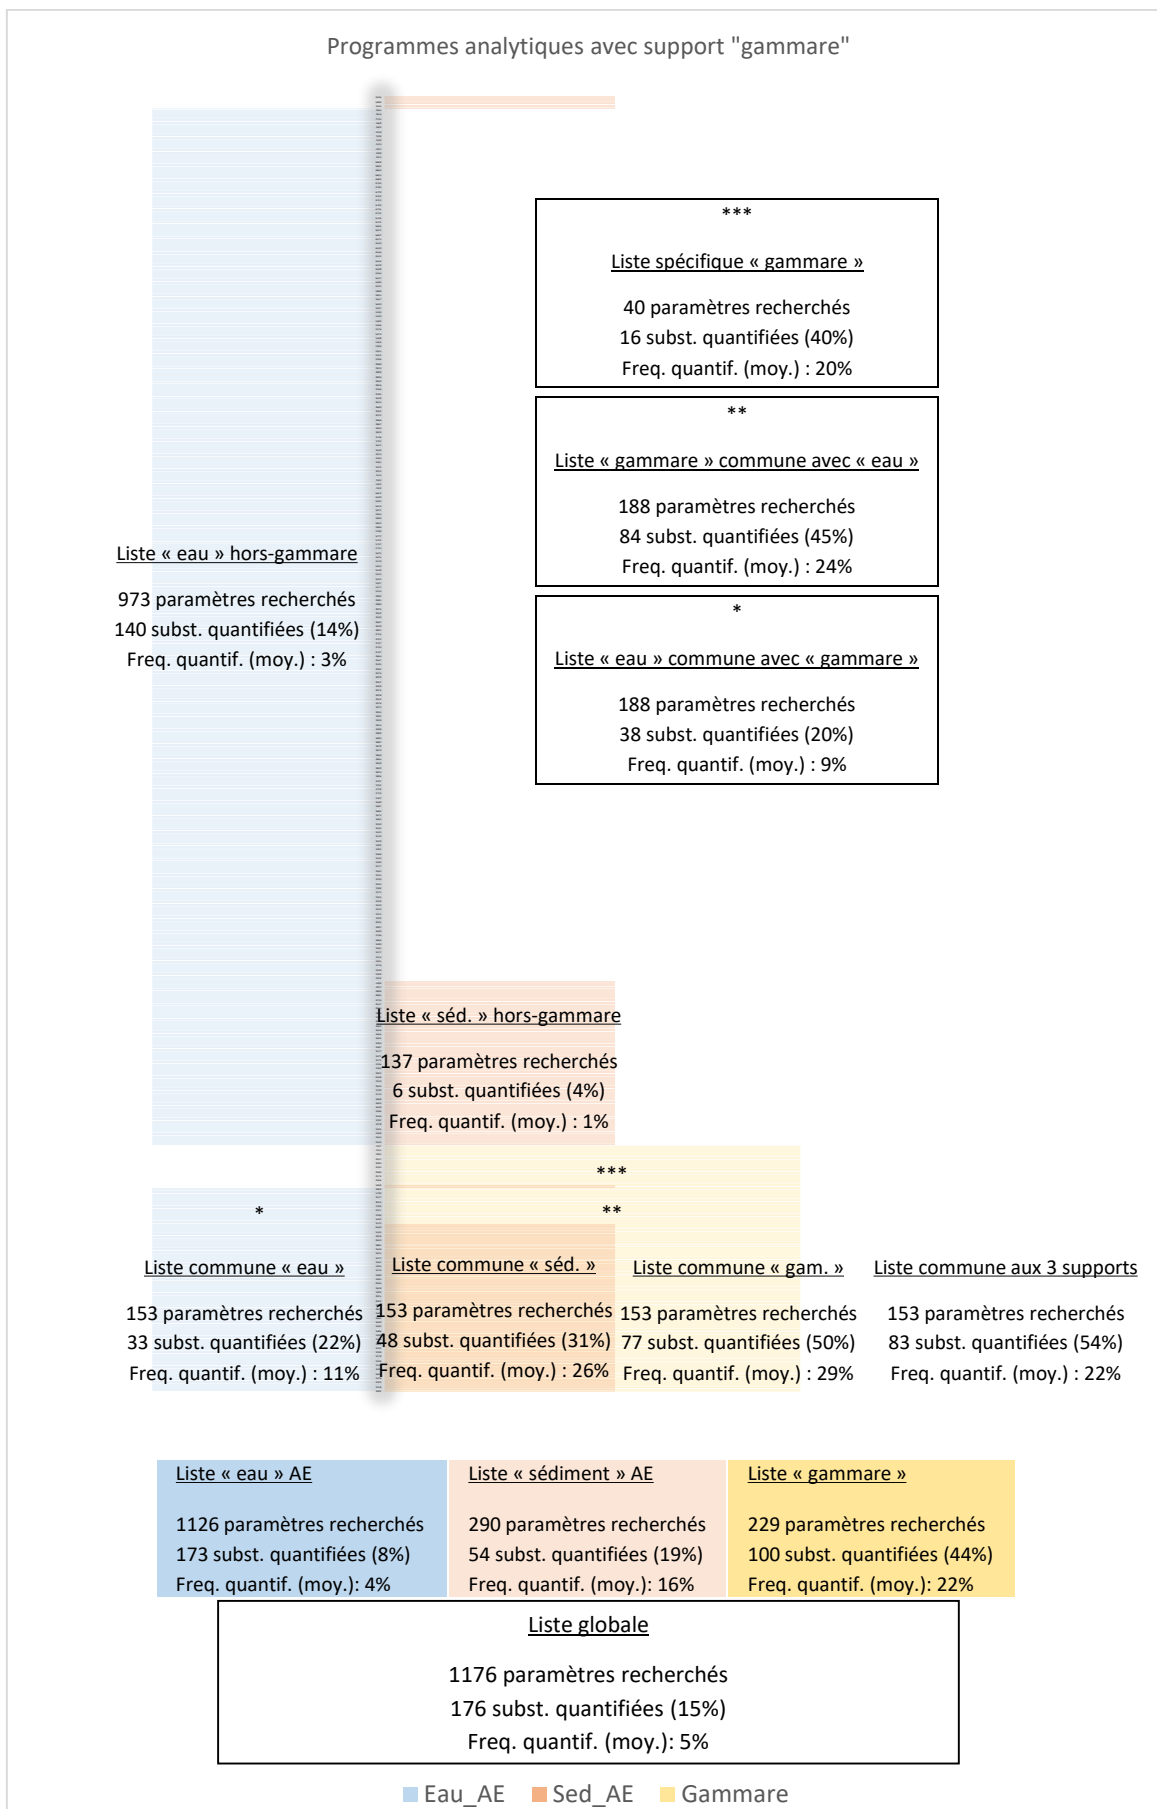 Programmes analytiques avec support "gammare"
***
Liste spécifique « gammare »
40 paramètres recherchés
16 subst. quantifiées (40%)
Freq. quantif. (moy.) : 20%
**
Liste « gammare » commune avec « eau »
188 paramètres recherchés
84 subst. quantifiées (45%)
Freq. quantif. (moy.) : 24%
Liste « eau » hors-gammare
973 paramètres recherchés
140 subst. quantifiées (14%)
Freq. quantif. (moy.) : 3%
*
Liste « eau » commune avec « gammare »
188 paramètres recherchés
38 subst. quantifiées (20%)
Freq. quantif. (moy.) : 9%
Liste « séd. » hors-gammare
137 paramètres recherchés
6 subst. quantifiées (4%)
Freq. quantif. (moy.) : 1%
***
*
**
Liste commune « eau »
153 paramètres recherchés
33 subst. quantifiées (22%)
Freq. quantif. (moy.) : 11%
Liste commune « séd. »
153 paramètres recherchés
48 subst. quantifiées (31%)
Freq. quantif. (moy.) : 26%
Liste commune « gam. »
153 paramètres recherchés
77 subst. quantifiées (50%)
Freq. quantif. (moy.) : 29%
Liste commune aux 3 supports
153 paramètres recherchés
83 subst. quantifiées (54%)
Freq. quantif. (moy.) : 22%
Liste « eau » AE
1126 paramètres recherchés
173 subst. quantifiées (8%)
Freq. quantif. (moy.): 4%
Liste « sédiment » AE
290 paramètres recherchés
54 subst. quantifiées (19%)
Freq. quantif. (moy.): 16%
Liste « gammare »
229 paramètres recherchés
100 subst. quantifiées (44%)
Freq. quantif. (moy.): 22%
Liste globale
1176 paramètres recherchés
176 subst. quantifiées (15%)
Freq. quantif. (moy.): 5%
Eau_AE
Sed_AE
Gammare